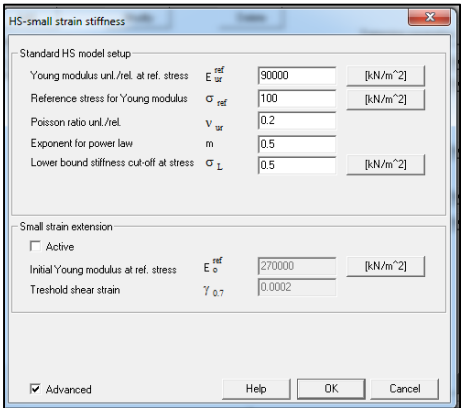 HS-small strain stiffness
Standard HS model setup
Young modulus unl./rel. at ref. stress E ur ref 90000 [kN/m^2]
Reference stress for Young modulus σ ref 100 [kN/m^2]
Poisson ratio unl./rel. ν ur 0.2
Exponent for power law m 0.5
Lower bound stiffness cut-off at stress σ L 0.5 [kN/m^2]
Small strain extension
Active
Initial Young modulus at ref. stress E o ref 270000 [kN/m^2]
Treshold shear strain γ 0.7 0.0002
Advanced Help OK Cancel